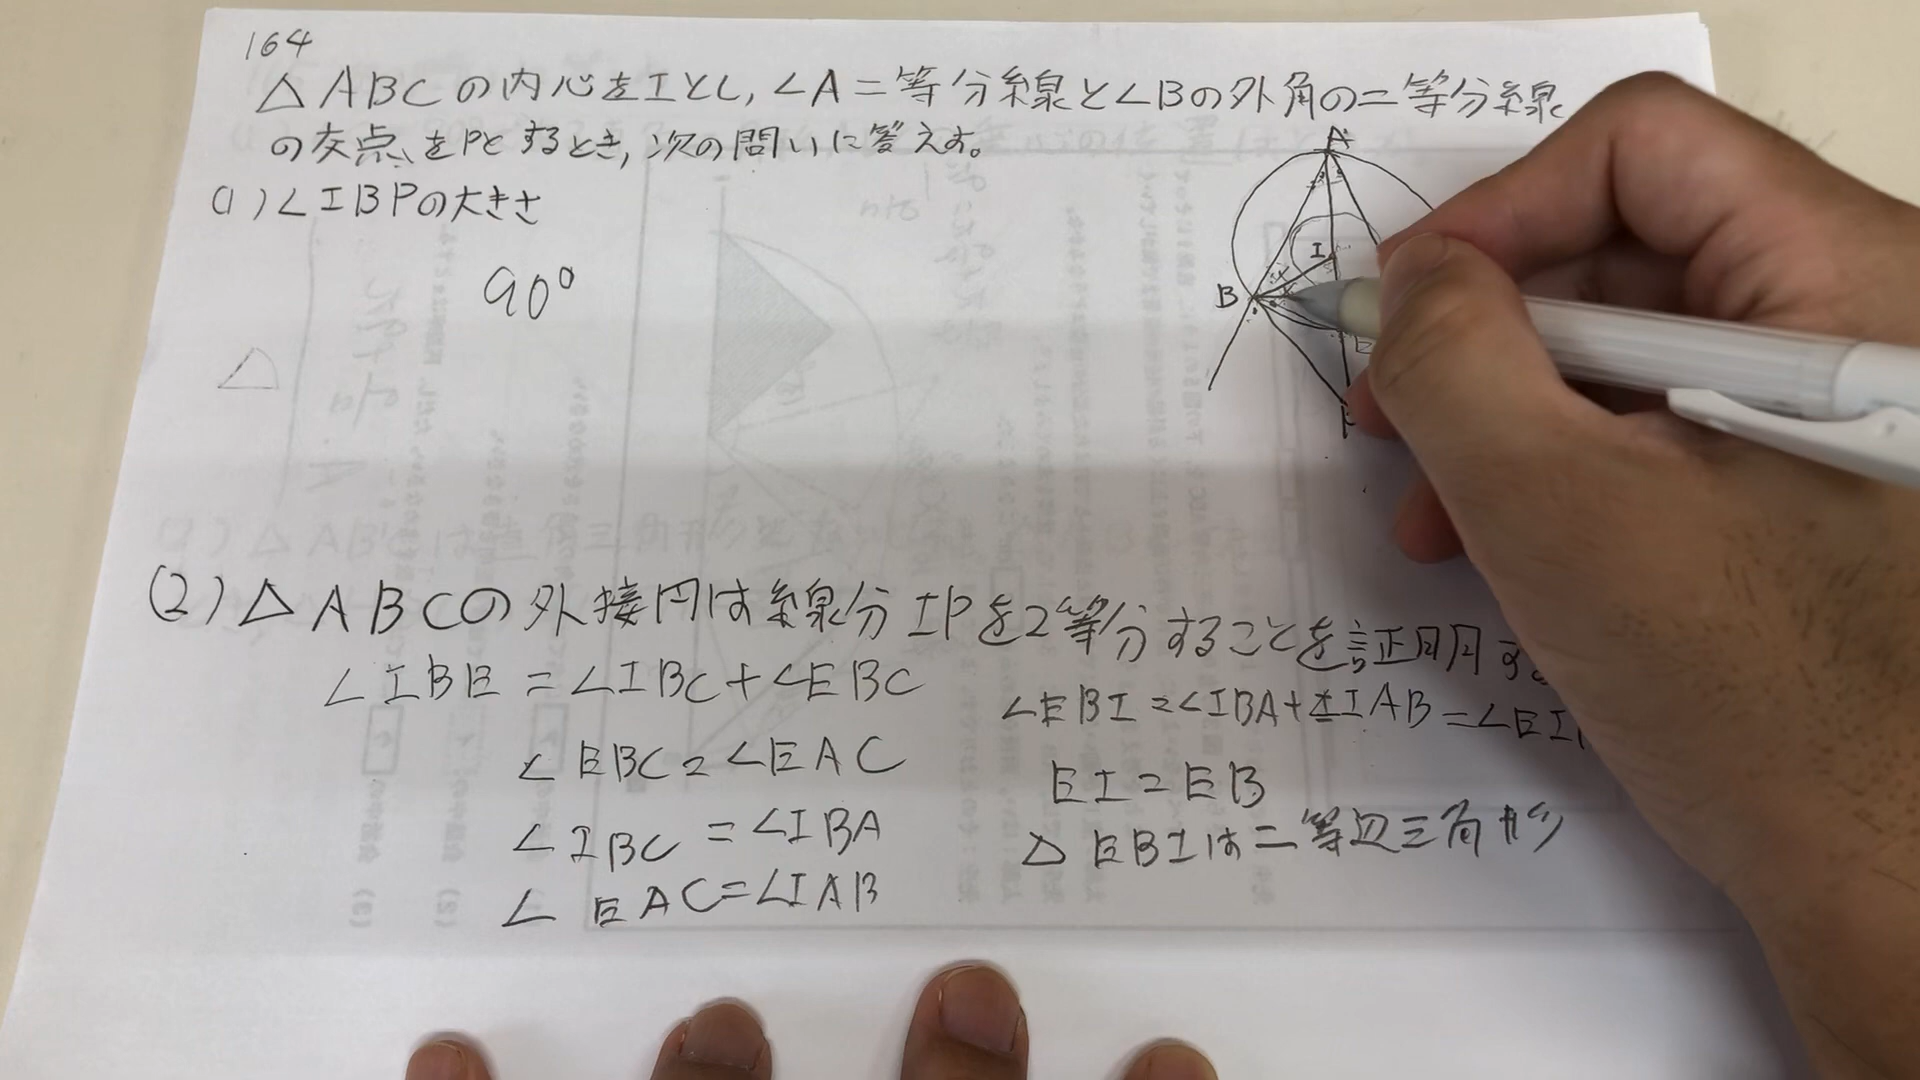 164
△ABCの内心をIとし,∠A二等分線と∠Bの外角の二等分線
の交点、をPとするとき,次の問いに答えす。
(1)∠IBPの大きさ
90°
△
A
I
B
E
(2)△ABCの外接円は線分IPを2等分することを証明す
∠IBE=∠IBC+∠EBC
∠EBC=∠EAC
∠IBC=∠IBA
∠EAC=∠IAB
∠EBI=∠IBA+∠IAB=∠EI
EI=EB
△EBIは二等辺三角形